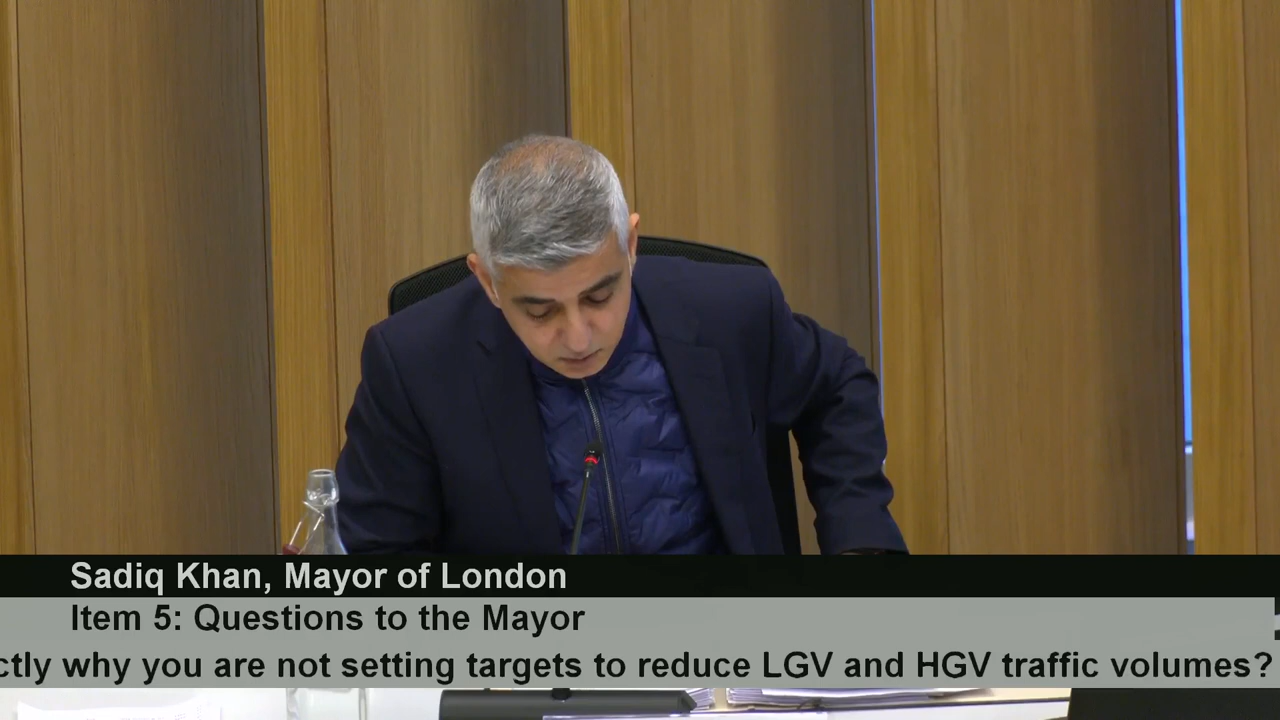 Sadiq Khan, Mayor of London
Item 5: Questions to the Mayor
why you are not setting targets to reduce LGV and HGV traffic volumes?